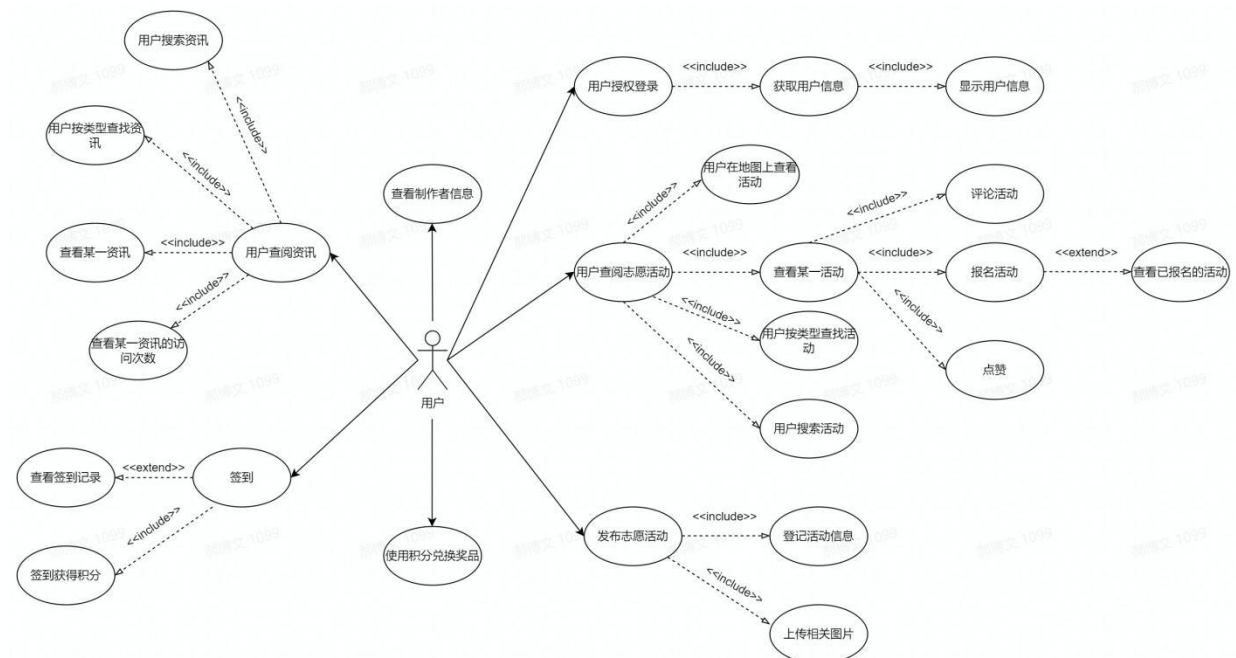 用户搜索资讯
<<include>>
用户按类型查找资
讯
<<include>>
查看某一资讯
<<include>>
用户查阅资讯
<<include>>
查看某一资讯的访
问次数
查看制作者信息
用户授权登录
<<include>>
获取用户信息
<<include>>
显示用户信息
用户在地图上查看
活动
<<include>>
用户查阅志愿活动
<<include>>
查看某一活动
<<include>>
评论活动
<<include>>
报名活动
<<extend>>
查看已报名的活动
<<include>>
点赞
<<include>>
用户按类型查找活
动
<<include>>
用户搜索活动
用户
查看签到记录
<<extend>>
签到
<<include>>
签到获得积分
使用积分兑换奖品
发布志愿活动
<<include>>
登记活动信息
<<include>>
上传相关图片